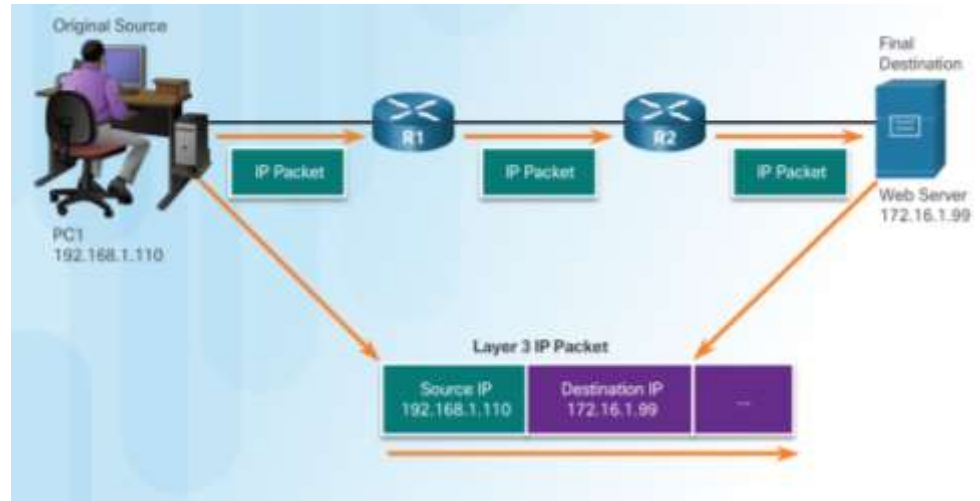 Original Source
Final
Destination
R1
R2
IP Packet
IP Packet
IP Packet
PC1
192.168.1.110
Web Server
172.16.1.99
Layer 3 IP Packet
Source IP
192.168.1.110
Destination IP
172.16.1.99
...